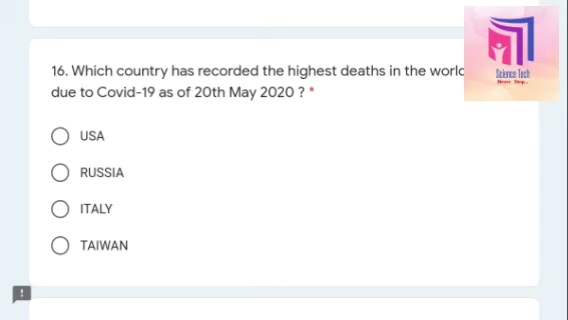 16. Which country has recorded the highest deaths in the world
due to Covid-19 as of 20th May 2020 ? *
USA
RUSSIA
ITALY
TAIWAN
Science Tech